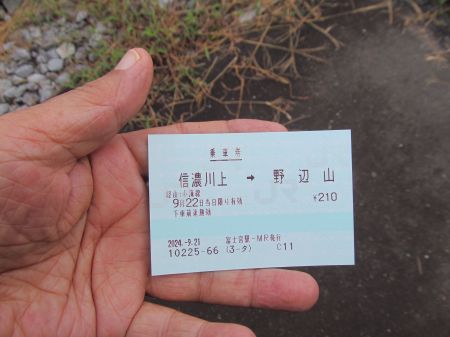 乗車券
信濃川上 → 野辺山
経由:小海線
9月22日当日限り有効 ¥210
下車前途無効
2024.-9.21 富士宮駅-MR発行
10225-66 (3-タ) C11